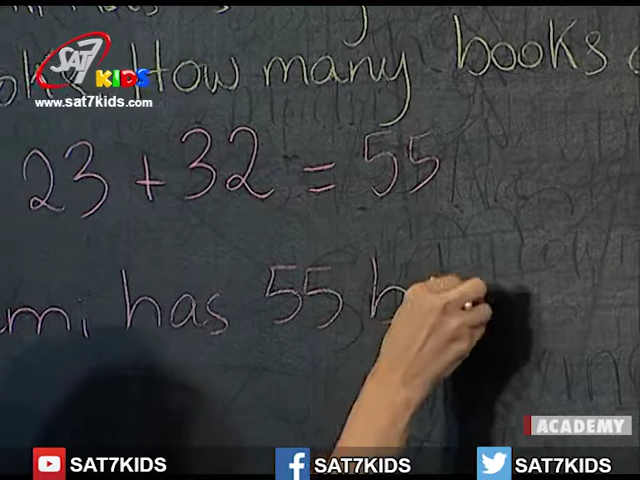 SAT7 KIDS
www.sat7kids.com
How many books
23 + 32 = 55
has 55 b
ACADEMY
SAT7KIDS SAT7KIDS SAT7KIDS